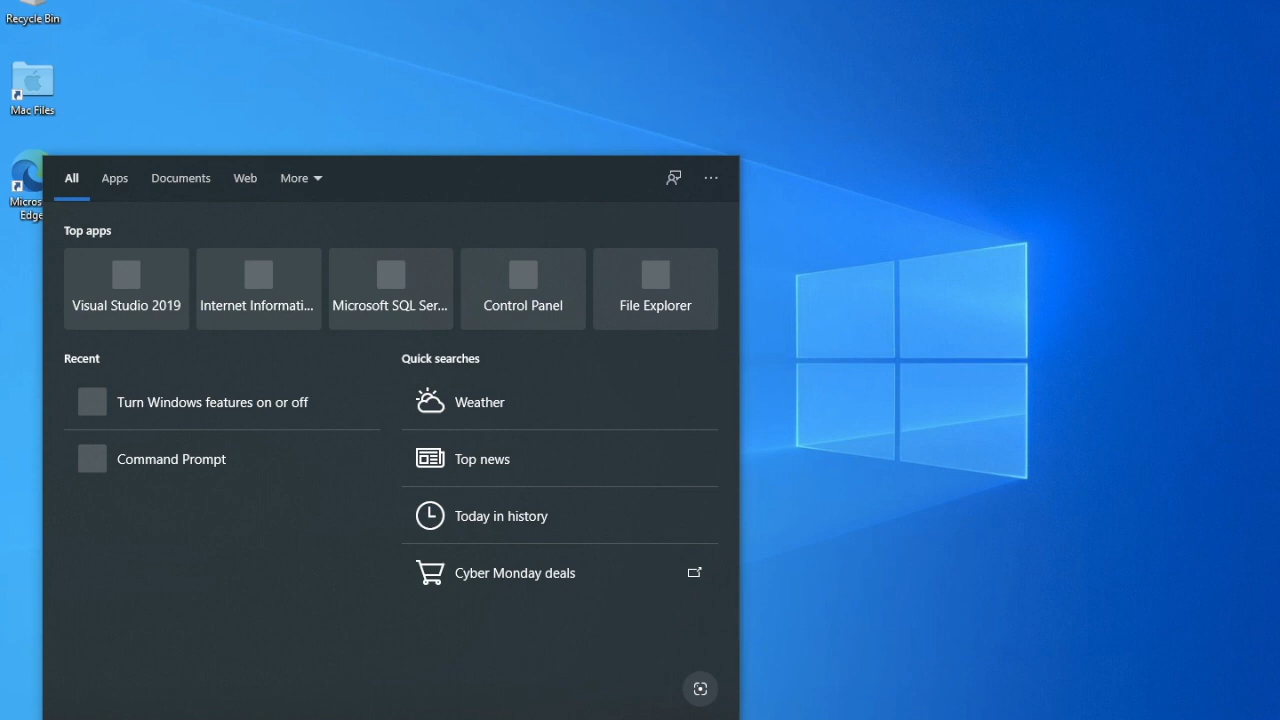 Recycle Bin
Mac Files
Micros
Edge
All Apps Documents Web More
Top apps
Visual Studio 2019 Internet Informati... Microsoft SQL Ser... Control Panel File Explorer
Recent
Turn Windows features on or off
Command Prompt
Quick searches
Weather
Top news
Today in history
Cyber Monday deals